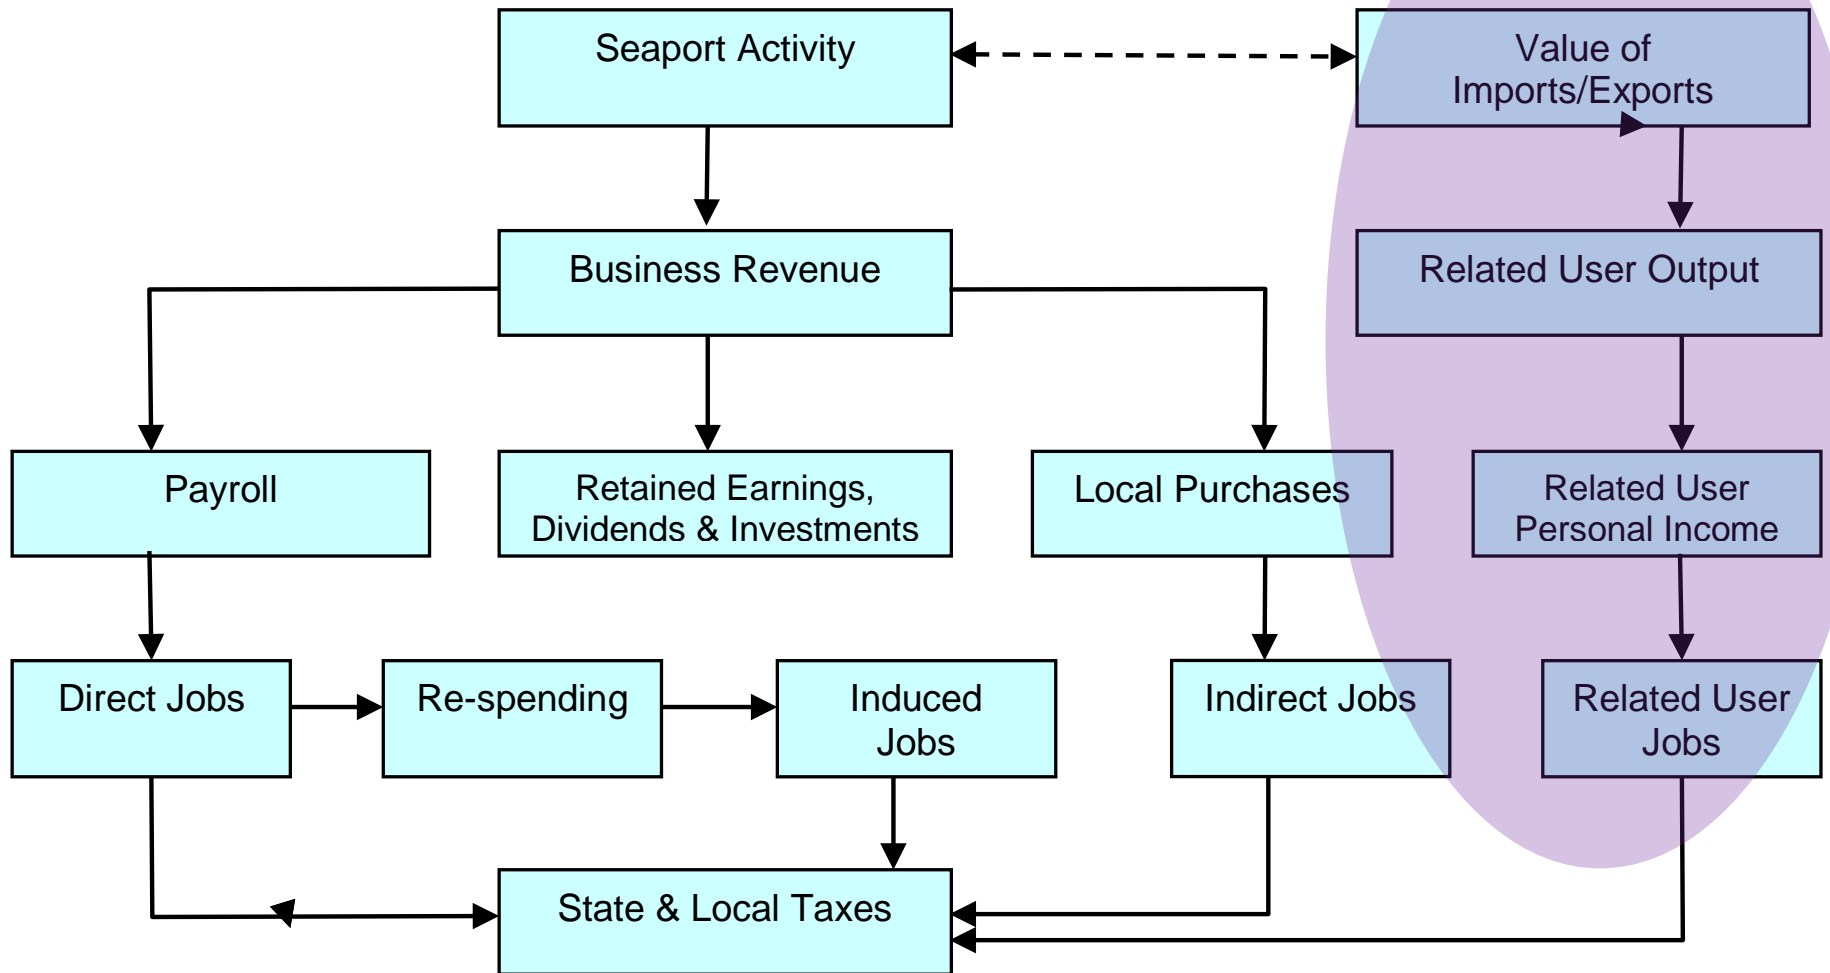 Seaport Activity
Value of
Imports/Exports
Business Revenue
Related User Output
Payroll
Retained Earnings,
Dividends & Investments
Local Purchases
Related User
Personal Income
Direct Jobs
Re-spending
Induced
Jobs
Indirect Jobs
Related User
Jobs
State & Local Taxes